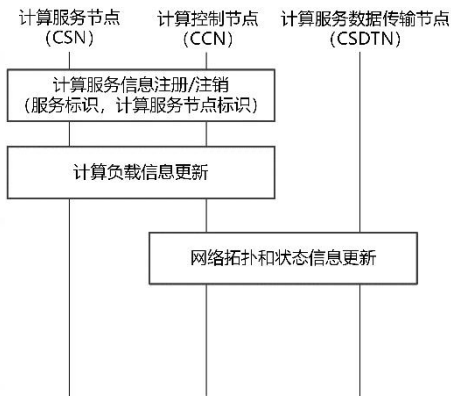 计算服务节点 计算控制节点 计算服务数据传输节点
(CSN) (CCN) (CSDTN)
计算服务信息注册/注销
(服务标识,计算服务节点标识)
计算负载信息更新
网络拓扑和状态信息更新